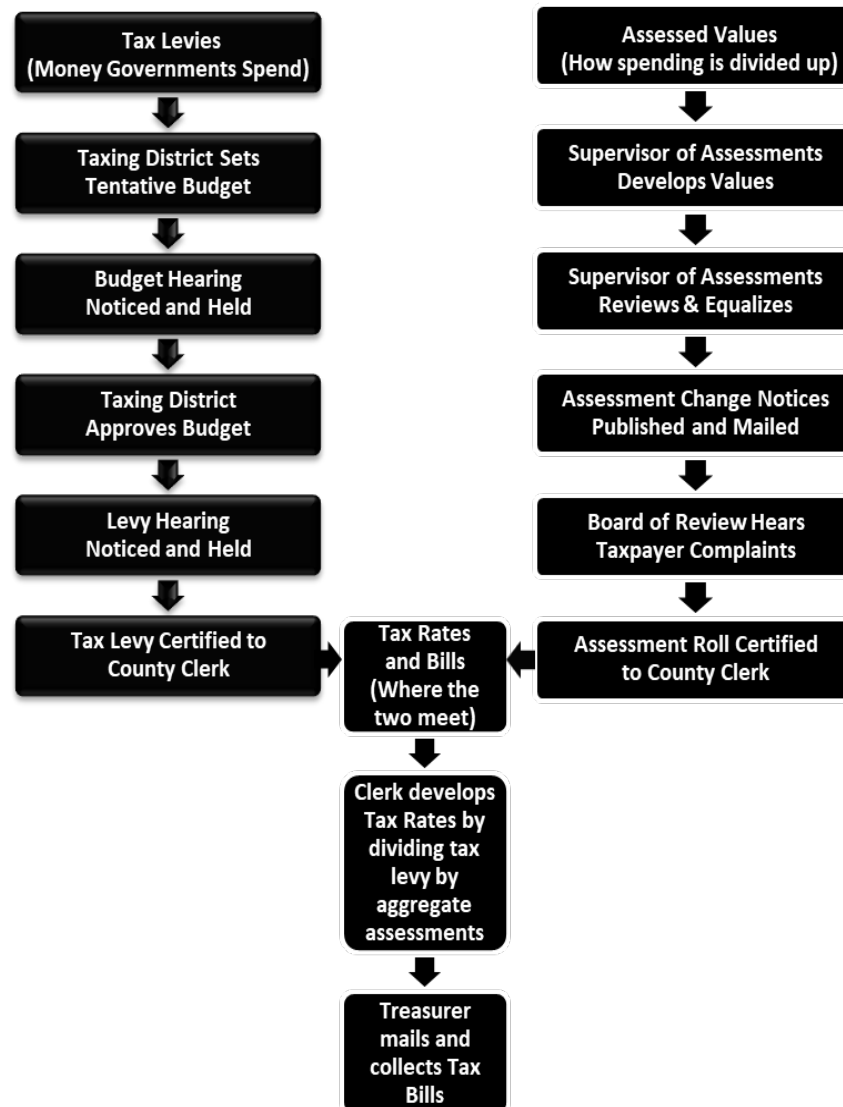 Tax Levies
(Money Governments Spend)
Taxing District Sets
Tentative Budget
Budget Hearing
Noticed and Held
Taxing District
Approves Budget
Levy Hearing
Noticed and Held
Tax Levy Certified to
County Clerk
Assessed Values
(How spending is divided up)
Supervisor of Assessments
Develops Values
Supervisor of Assessments
Reviews & Equalizes
Assessment Change Notices
Published and Mailed
Board of Review Hears
Taxpayer Complaints
Assessment Roll Certified
to County Clerk
Tax Rates
and Bills
(Where the
two meet)
Clerk develops
Tax Rates by
dividing tax
levy by
aggregate
assessments
Treasurer
mails and
collects Tax
Bills